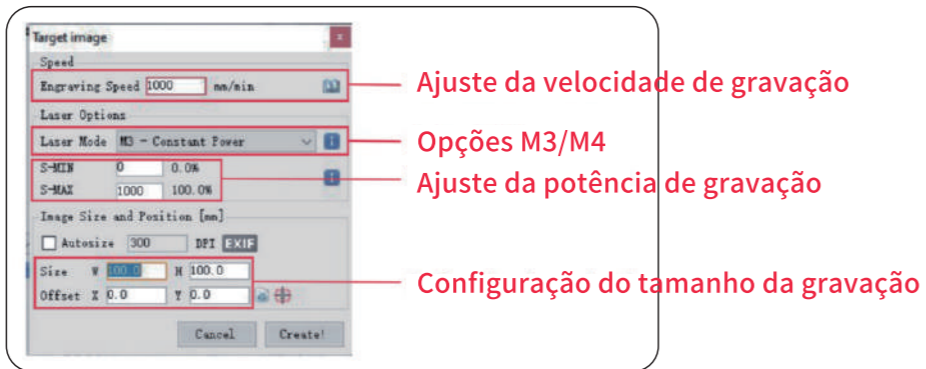 Target image
Speed
Engraving Speed 1000 mm/min
Ajuste da velocidade de gravação
Laser Options
Laser Mode M3 - Constant Power
Opções M3/M4
S-MIN 0 0.0%
S-MAX 1000 100.0%
Ajuste da potência de gravação
Image Size and Position [mm]
Autosize 300 DPI EXIF
Size W 100.0 H 100.0
Offset X 0.0 Y 0.0
Configuração do tamanho da gravação
Cancel Create!